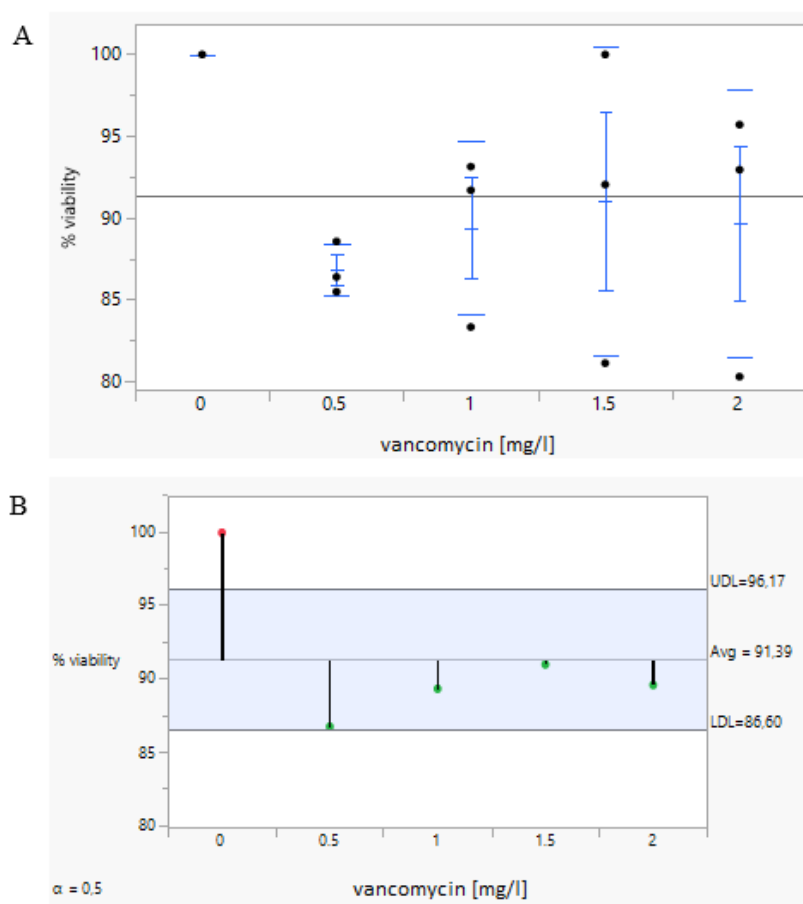 A
100
95
90
85
80
% viability
0 0.5 1 1.5 2
vancomycin [mg/l]
B
100
95
90
85
80
% viability
UDL=96,17
Avg = 91,39
LDL=86,60
0 0.5 1 1.5 2
α = 0,5
vancomycin [mg/l]